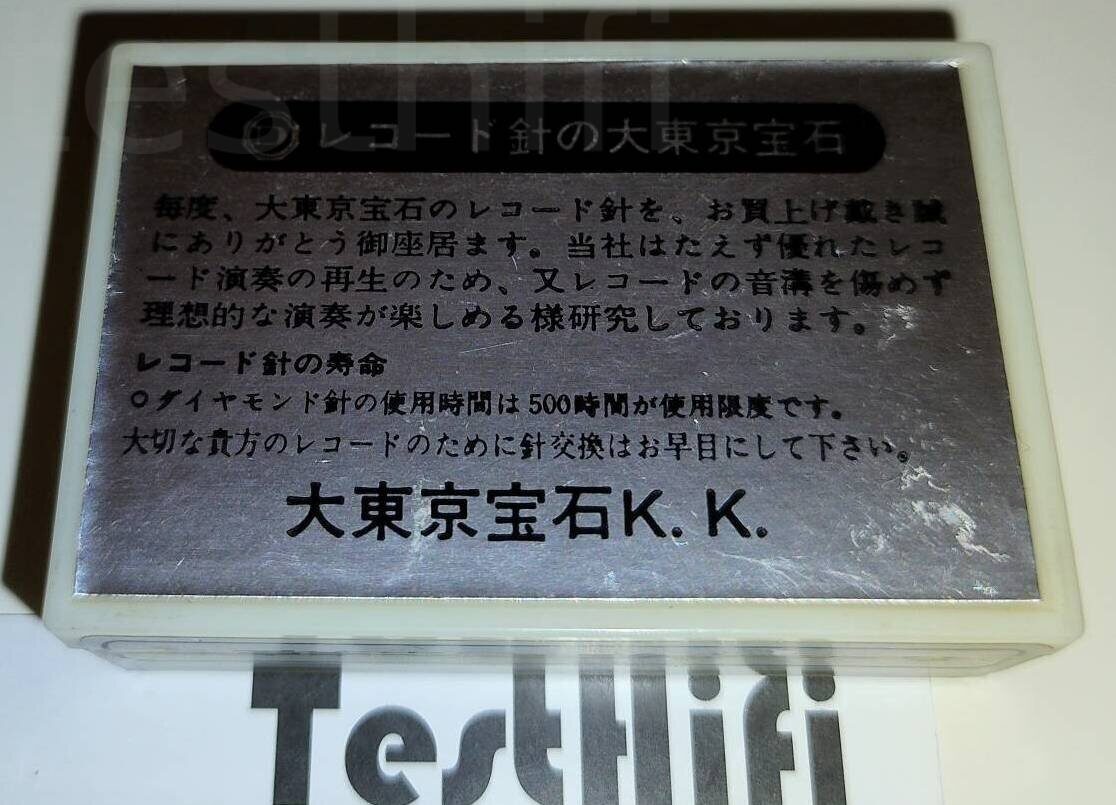 Testhifi
レコード針の大東京宝石
毎度、大東京宝石のレコード針を、お買上げ戴き誠
にありがとう御座居ます。当社はたえず優れたレコ
ード演奏の再生のため、又レコードの音溝を傷めず
理想的な演奏が楽しめる様研究しております。
レコード針の寿命
○ダイヤモンド針の使用時間は500時間が使用限度です。
大切な貴方のレコードのために針交換はお早目にして下さい。
大東京宝石K.K.
TestHifi